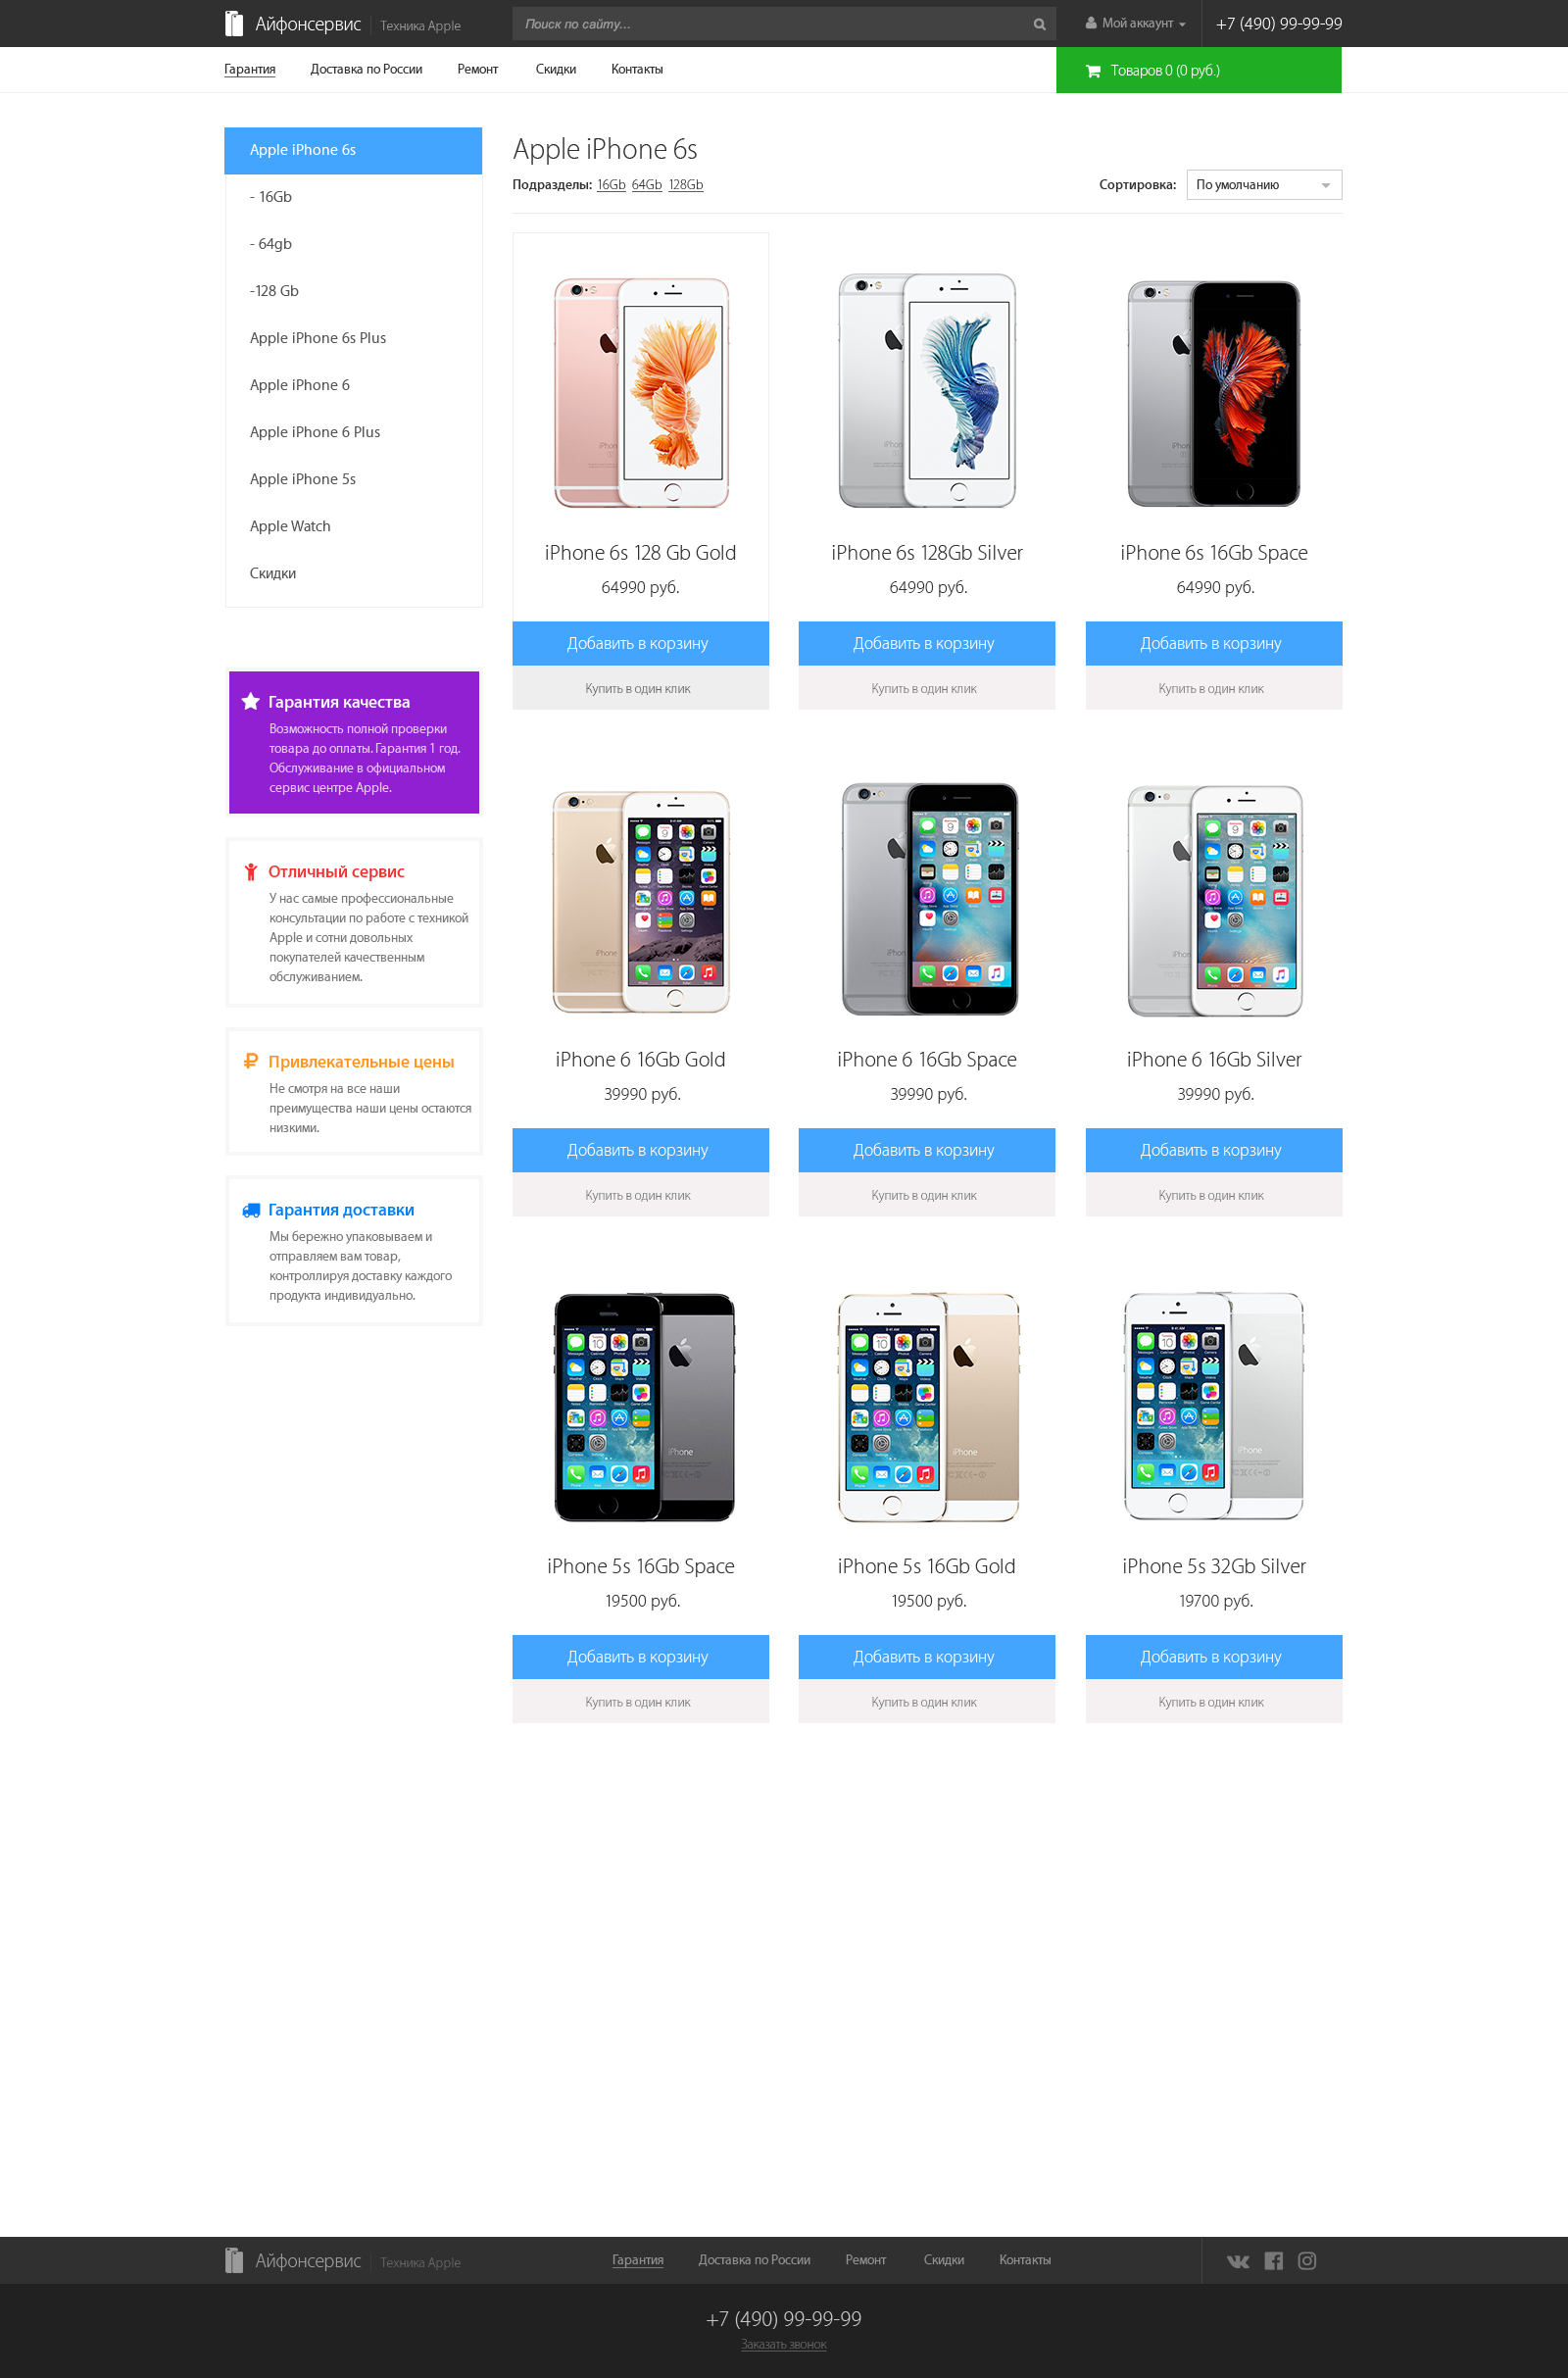 Айфонсервис
Техника Apple
Поиск по сайту...
Мой аккаунт
+7 (490) 99-99-99
Гарантия
Доставка по России
Ремонт
Скидки
Контакты
Товаров 0 (0 руб.)
Apple iPhone 6s
- 16Gb
- 64gb
-128 Gb
Apple iPhone 6s Plus
Apple iPhone 6
Apple iPhone 6 Plus
Apple iPhone 5s
Apple Watch
Скидки
Гарантия качества
Возможность полной проверки
товара до оплаты. Гарантия 1 год.
Обслуживание в официальном
сервис центре Apple.
Отличный сервис
У нас самые профессиональные
консультации по работе с техникой
Apple и сотни довольных
покупателей качественным
обслуживанием.
Привлекательные цены
Не смотря на все наши
преимущества наши цены остаются
низкими.
Гарантия доставки
Мы бережно упаковываем и
отправляем вам товар,
контроллируя доставку каждого
продукта индивидуально.
Apple iPhone 6s
Подразделы: 16Gb 64Gb 128Gb
Сортировка: По умолчанию
iPhone 6s 128 Gb Gold
64990 руб.
Добавить в корзину
Купить в один клик
iPhone 6s 128Gb Silver
64990 руб.
Добавить в корзину
Купить в один клик
iPhone 6s 16Gb Space
64990 руб.
Добавить в корзину
Купить в один клик
iPhone 6 16Gb Gold
39990 руб.
Добавить в корзину
Купить в один клик
iPhone 6 16Gb Space
39990 руб.
Добавить в корзину
Купить в один клик
iPhone 6 16Gb Silver
39990 руб.
Добавить в корзину
Купить в один клик
iPhone 5s 16Gb Space
19500 руб.
Добавить в корзину
Купить в один клик
iPhone 5s 16Gb Gold
19500 руб.
Добавить в корзину
Купить в один клик
iPhone 5s 32Gb Silver
19700 руб.
Добавить в корзину
Купить в один клик
Айфонсервис
Техника Apple
Гарантия
Доставка по России
Ремонт
Скидки
Контакты
+7 (490) 99-99-99
Заказать звонок